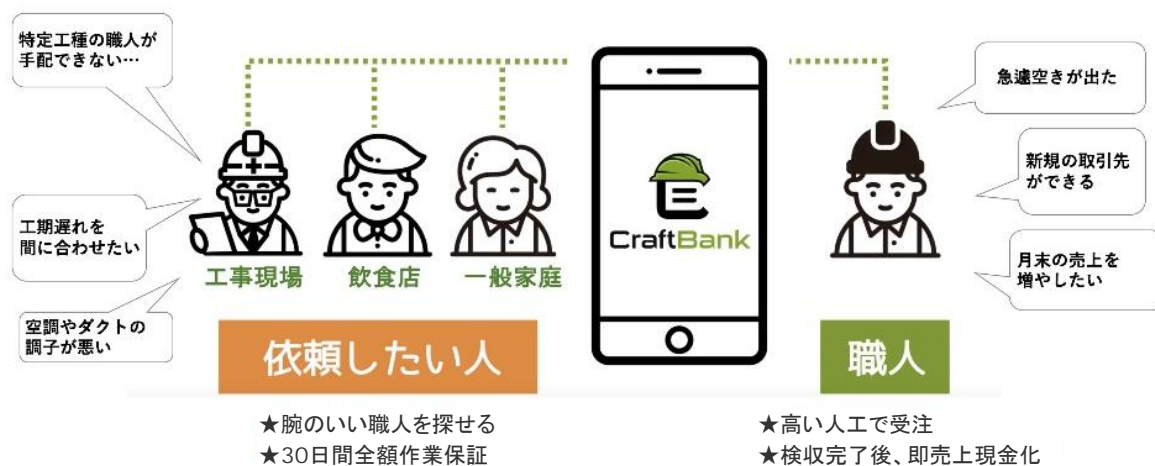 特定工種の職人が
手配できない…
工期遅れを
間に合わせたい
空調やダクトの
調子が悪い
工事現場
飲食店
一般家庭
依頼したい人
★腕のいい職人を探せる
★30日間全額作業保証
CraftBank
急遽空きが出た
新規の取引先
ができる
月末の売上を
増やしたい
職人
★高い人工で受注
★検収完了後、即売上現金化